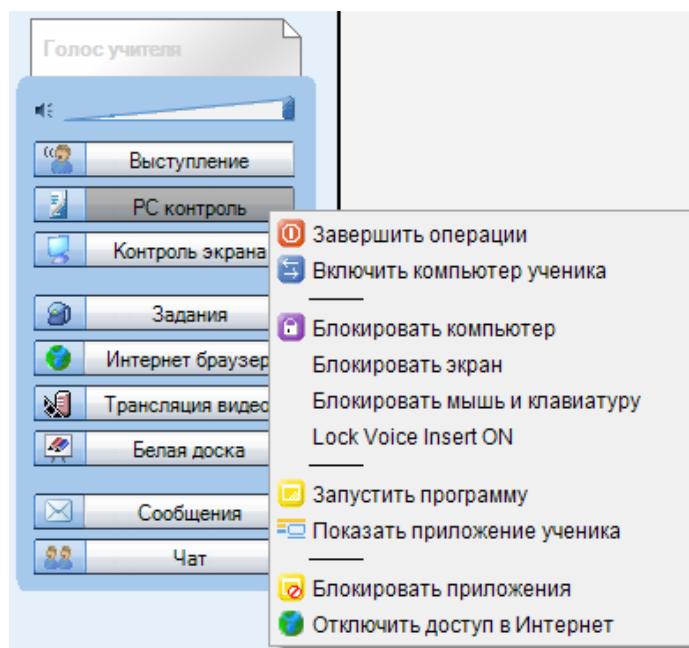 Голос учителя
Выступление
PC контроль
Контроль экрана
Задания
Интернет браузер
Трансляция видео
Белая доска
Сообщения
Чат
Завершить операции
Включить компьютер ученика
Блокировать компьютер
Блокировать экран
Блокировать мышь и клавиатуру
Lock Voice Insert ON
Запустить программу
Показать приложение ученика
Блокировать приложения
Отключить доступ в Интернет